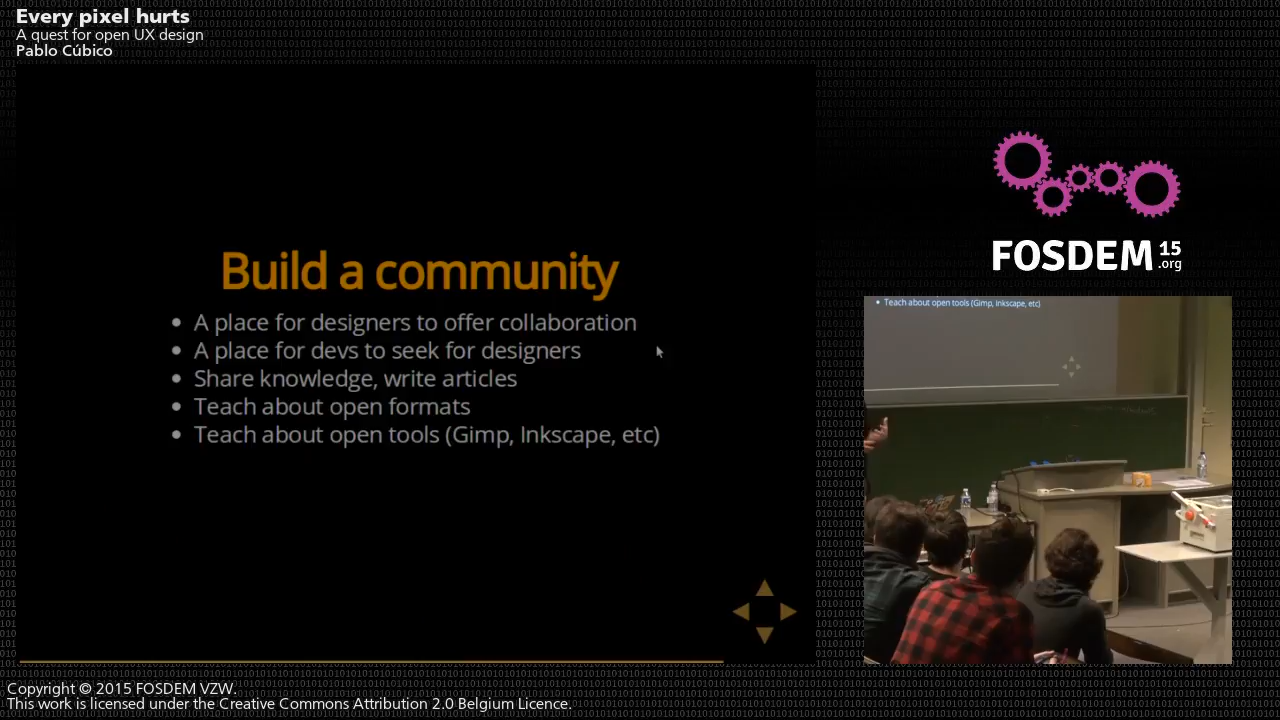 Every pixel hurts
A quest for open UX design
Pablo Cúbico
Build a community
• A place for designers to offer collaboration
• A place for devs to seek for designers
• Share knowledge, write articles
• Teach about open formats
• Teach about open tools (Gimp, Inkscape, etc)
FOSDEM 15
.org
• Teach about open tools (Gimp, Inkscape, etc)
Copyright © 2015 FOSDEM VZW.
This work is licensed under the Creative Commons Attribution 2.0 Belgium Licence.